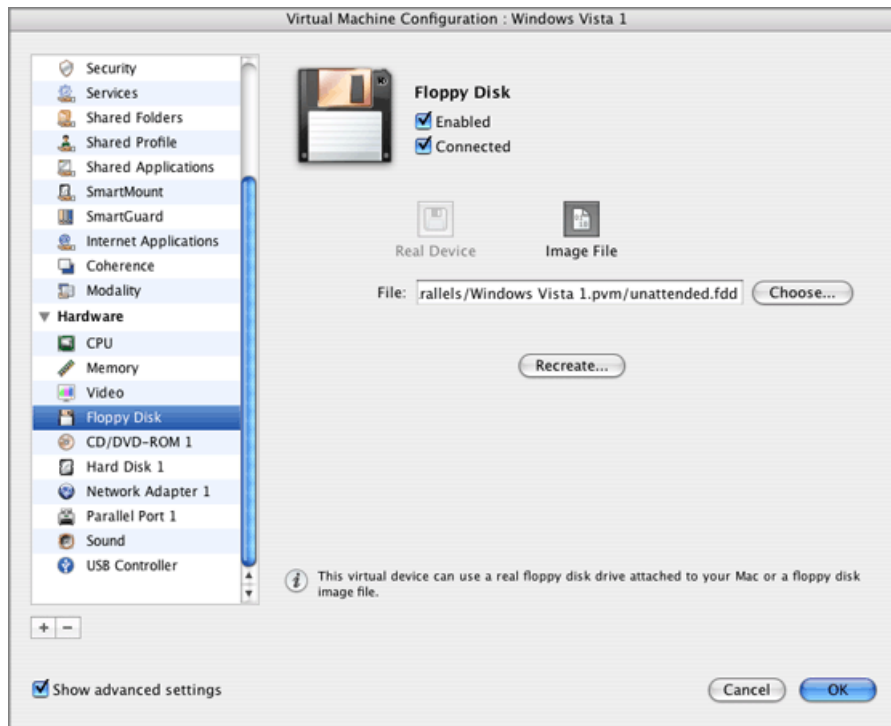 Virtual Machine Configuration : Windows Vista 1
Security
Services
Shared Folders
Shared Profile
Shared Applications
SmartMount
SmartGuard
Internet Applications
Coherence
Modality
Hardware
CPU
Memory
Video
Floppy Disk
CD/DVD-ROM 1
Hard Disk 1
Network Adapter 1
Parallel Port 1
Sound
USB Controller
Floppy Disk
Enabled
Connected
Real Device
Image File
File: rallels/Windows Vista 1.pvm/unattended.fdd Choose...
Recreate...
This virtual device can use a real floppy disk drive attached to your Mac or a floppy disk
image file.
+ −
Show advanced settings
Cancel OK